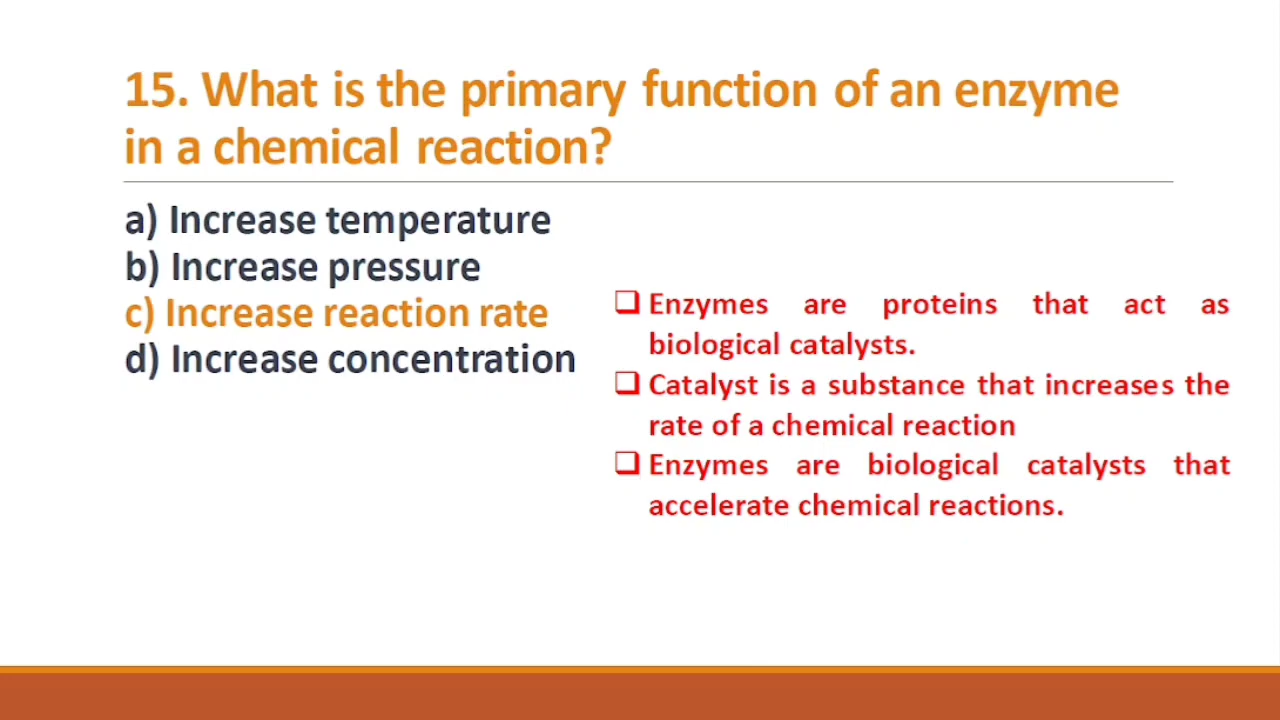 15. What is the primary function of an enzyme
in a chemical reaction?
a) Increase temperature
b) Increase pressure
c) Increase reaction rate
d) Increase concentration
❑ Enzymes are proteins that act as
biological catalysts.
❑ Catalyst is a substance that increases the
rate of a chemical reaction
❑ Enzymes are biological catalysts that
accelerate chemical reactions.